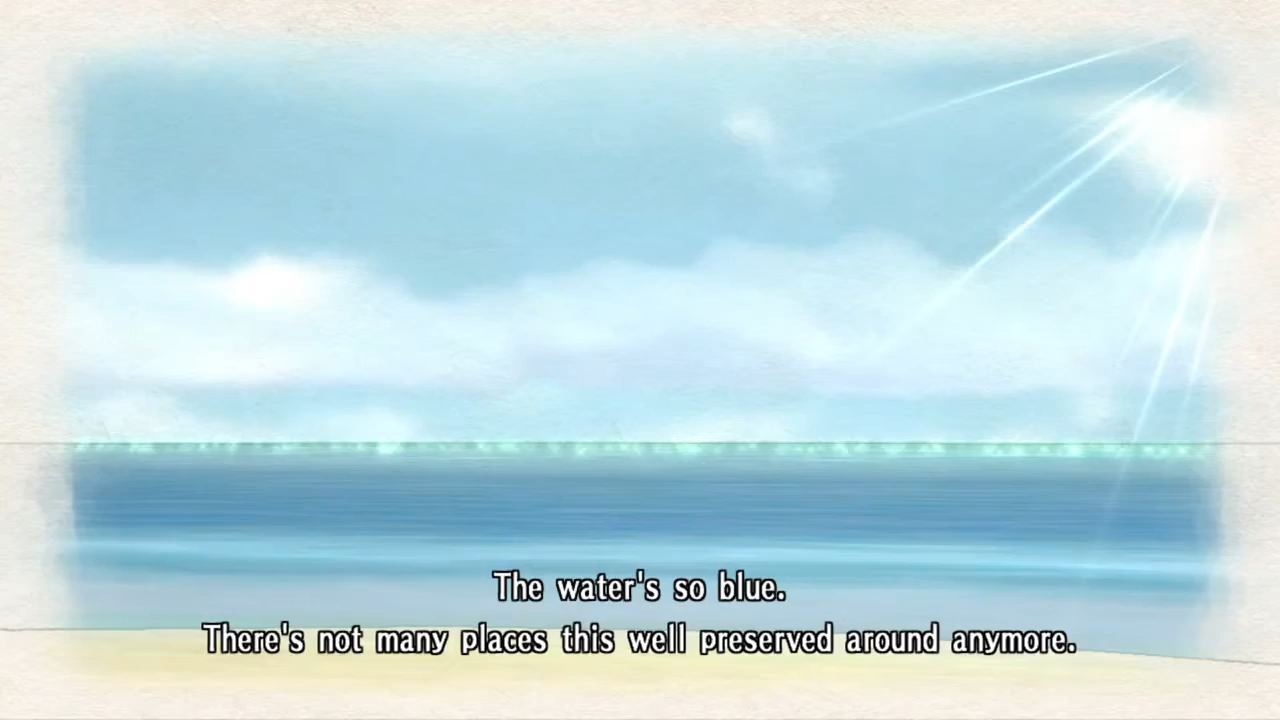 The water's so blue.
There's not many places this well preserved around anymore.